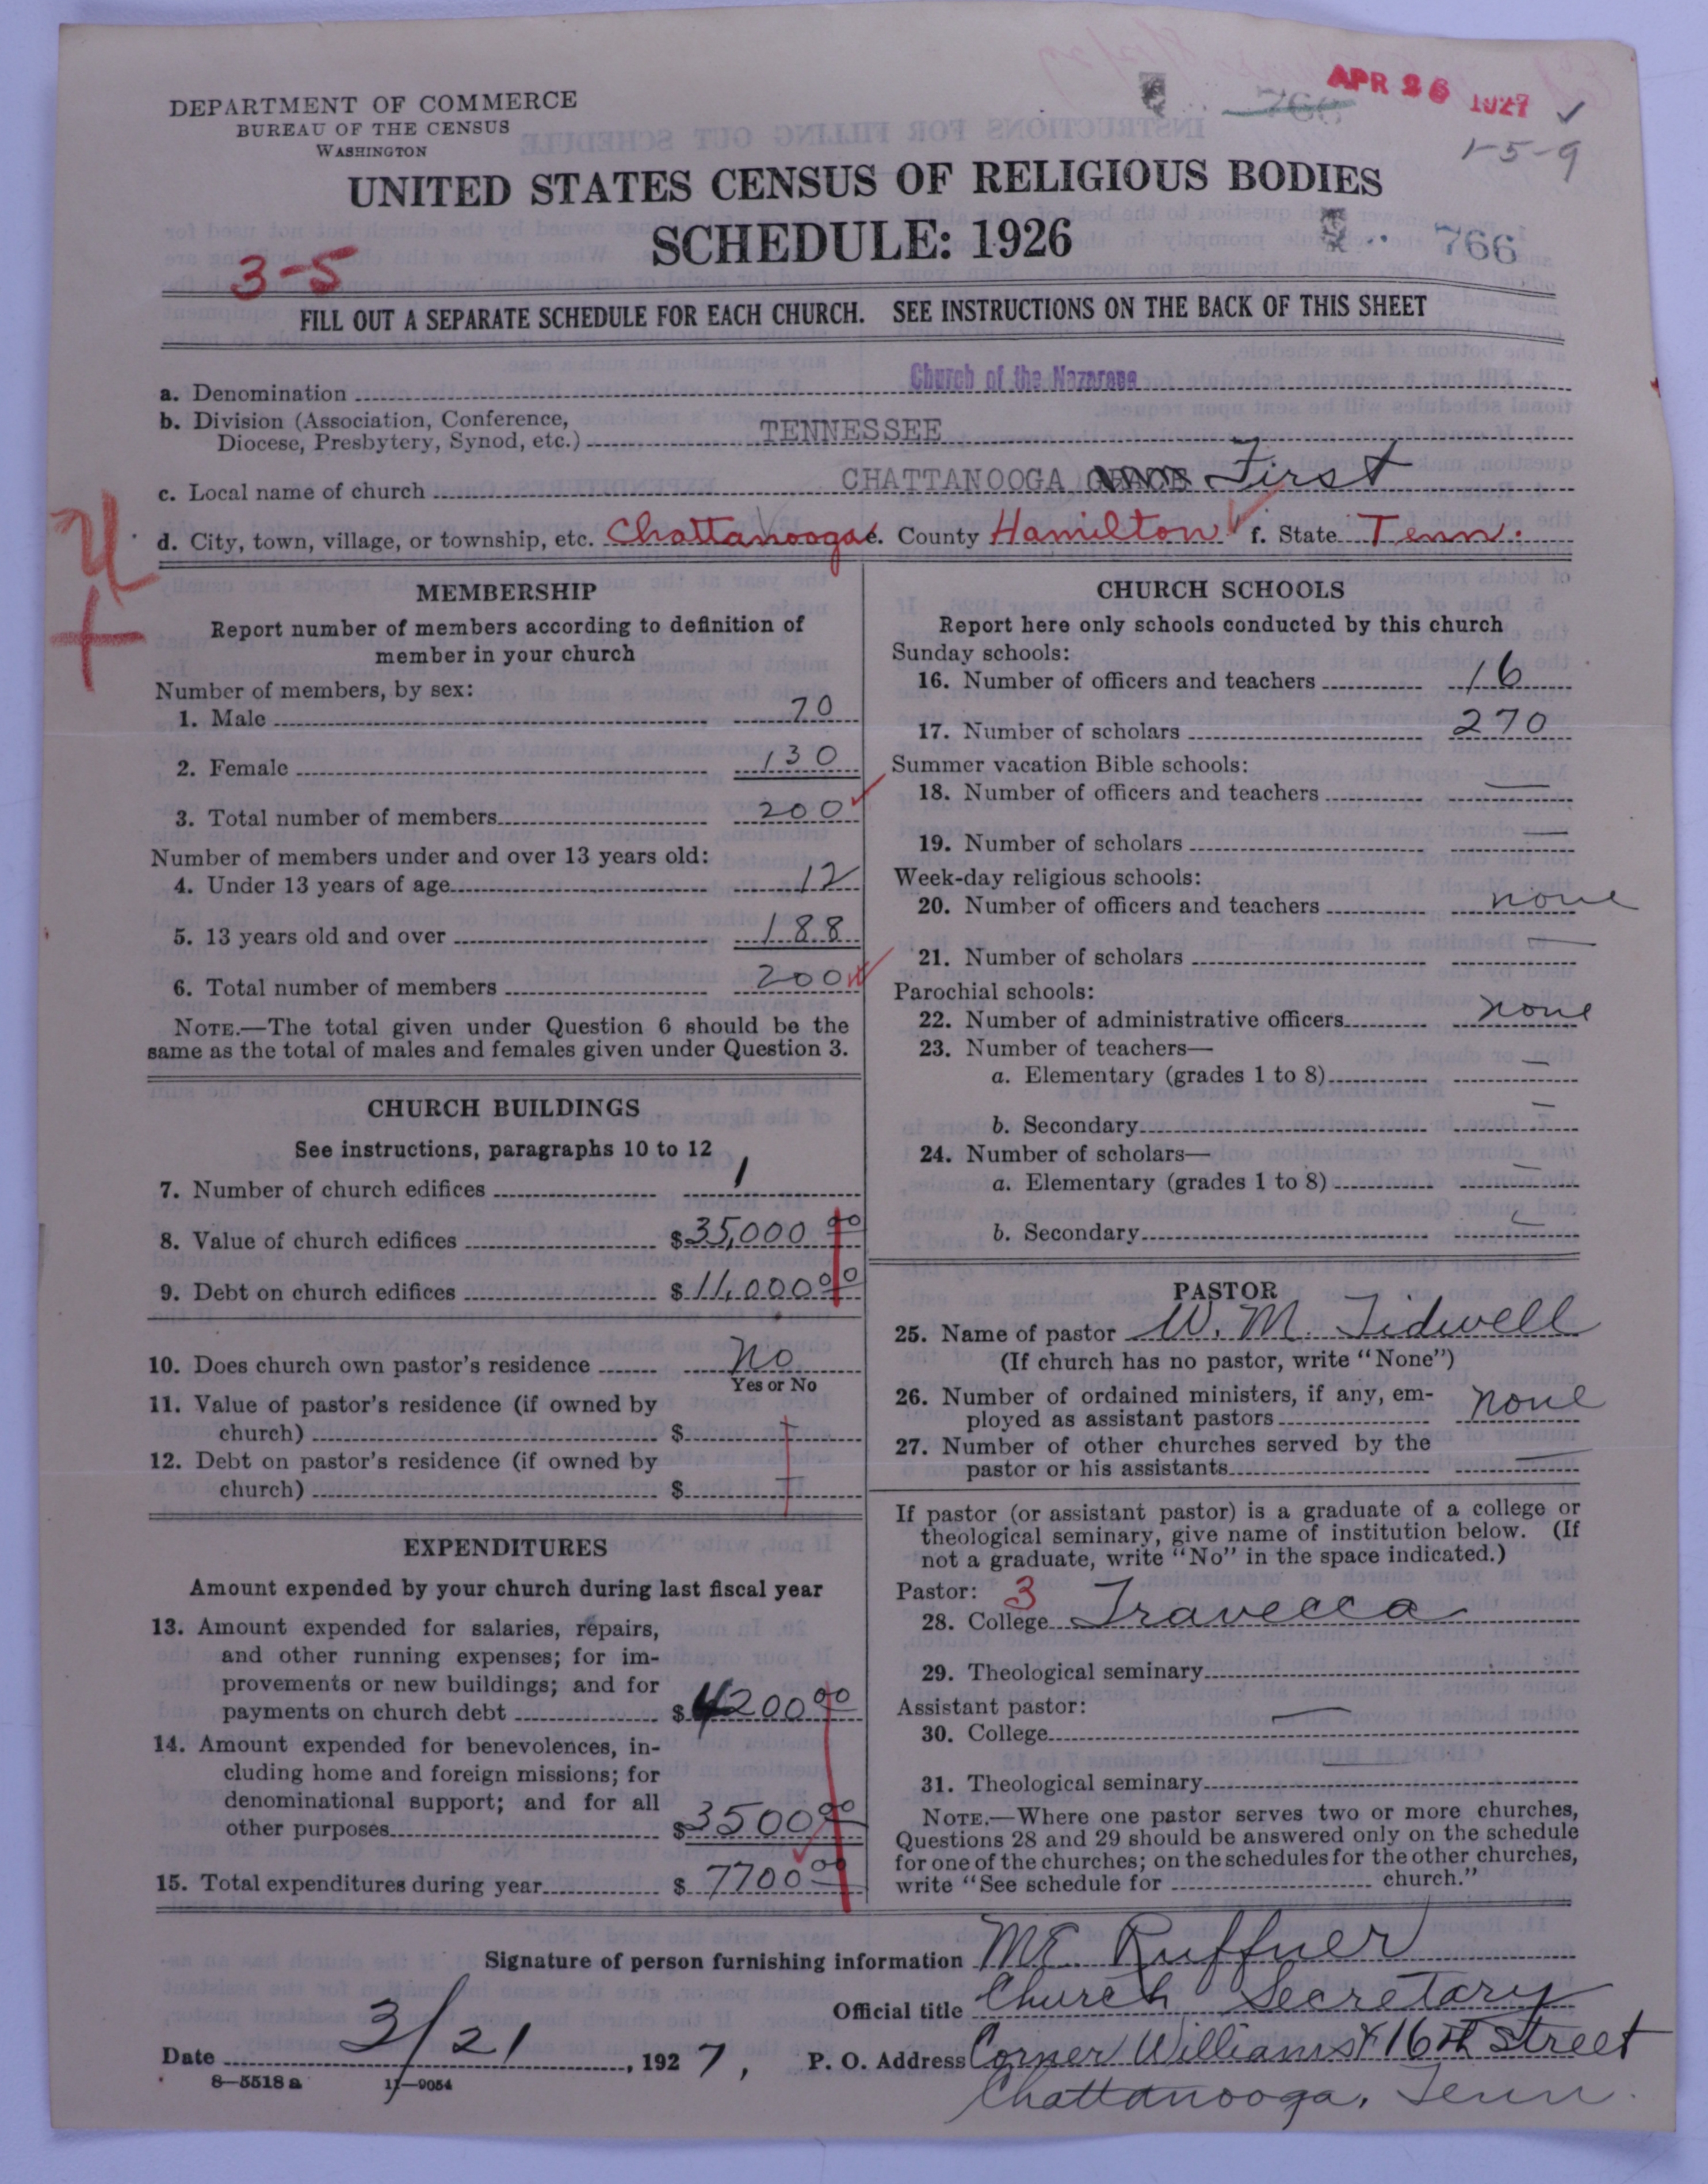 DEPARTMENT OF COMMERCE
BUREAU OF THE CENSUS
WASHINGTON
766
APR 26 1927 ✓
1-5-9
UNITED STATES CENSUS OF RELIGIOUS BODIES
SCHEDULE: 1926
766
3-5
FILL OUT A SEPARATE SCHEDULE FOR EACH CHURCH. SEE INSTRUCTIONS ON THE BACK OF THIS SHEET
a. Denomination Church of the Nazarene
b. Division (Association, Conference,
Diocese, Presbytery, Synod, etc.) TENNESSEE
c. Local name of church CHATTANOOGA First
d. City, town, village, or township, etc. Chattanooga e. County Hamilton f. State Tenn.
MEMBERSHIP
Report number of members according to definition of
member in your church
Number of members, by sex:
1. Male 70
2. Female 130
3. Total number of members 200
Number of members under and over 13 years old:
4. Under 13 years of age 12
5. 13 years old and over 188
6. Total number of members 200
NOTE.—The total given under Question 6 should be the
same as the total of males and females given under Question 3.
CHURCH BUILDINGS
See instructions, paragraphs 10 to 12
7. Number of church edifices 1
8. Value of church edifices $35,000 00
9. Debt on church edifices $11,000 00
10. Does church own pastor's residence No
Yes or No
11. Value of pastor's residence (if owned by
church) $
12. Debt on pastor's residence (if owned by
church) $
EXPENDITURES
Amount expended by your church during last fiscal year
13. Amount expended for salaries, repairs,
and other running expenses; for im-
provements or new buildings; and for
payments on church debt $4200 00
14. Amount expended for benevolences, in-
cluding home and foreign missions; for
denominational support; and for all
other purposes $3500 00
15. Total expenditures during year $7700 00
CHURCH SCHOOLS
Report here only schools conducted by this church
Sunday schools:
16. Number of officers and teachers 16
17. Number of scholars 270
Summer vacation Bible schools:
18. Number of officers and teachers —
19. Number of scholars —
Week-day religious schools:
20. Number of officers and teachers none
21. Number of scholars —
Parochial schools:
22. Number of administrative officers none
23. Number of teachers—
a. Elementary (grades 1 to 8) —
b. Secondary —
24. Number of scholars—
a. Elementary (grades 1 to 8) —
b. Secondary —
PASTOR
25. Name of pastor W. M. Tidwell
(If church has no pastor, write "None")
26. Number of ordained ministers, if any, em-
ployed as assistant pastors none
27. Number of other churches served by the
pastor or his assistants —
If pastor (or assistant pastor) is a graduate of a college or
theological seminary, give name of institution below. (If
not a graduate, write "No" in the space indicated.)
Pastor: 3
28. College Travecca
29. Theological seminary
Assistant pastor:
30. College —
31. Theological seminary —
NOTE.—Where one pastor serves two or more churches,
Questions 28 and 29 should be answered only on the schedule
for one of the churches; on the schedules for the other churches,
write "See schedule for church."
Signature of person furnishing information ME Ruffner
Official title Church Secretary
Date 3/21, 1927, P. O. Address Corner Williams & 16th Street
8-5518a 11-9054
Chattanooga, Tenn.